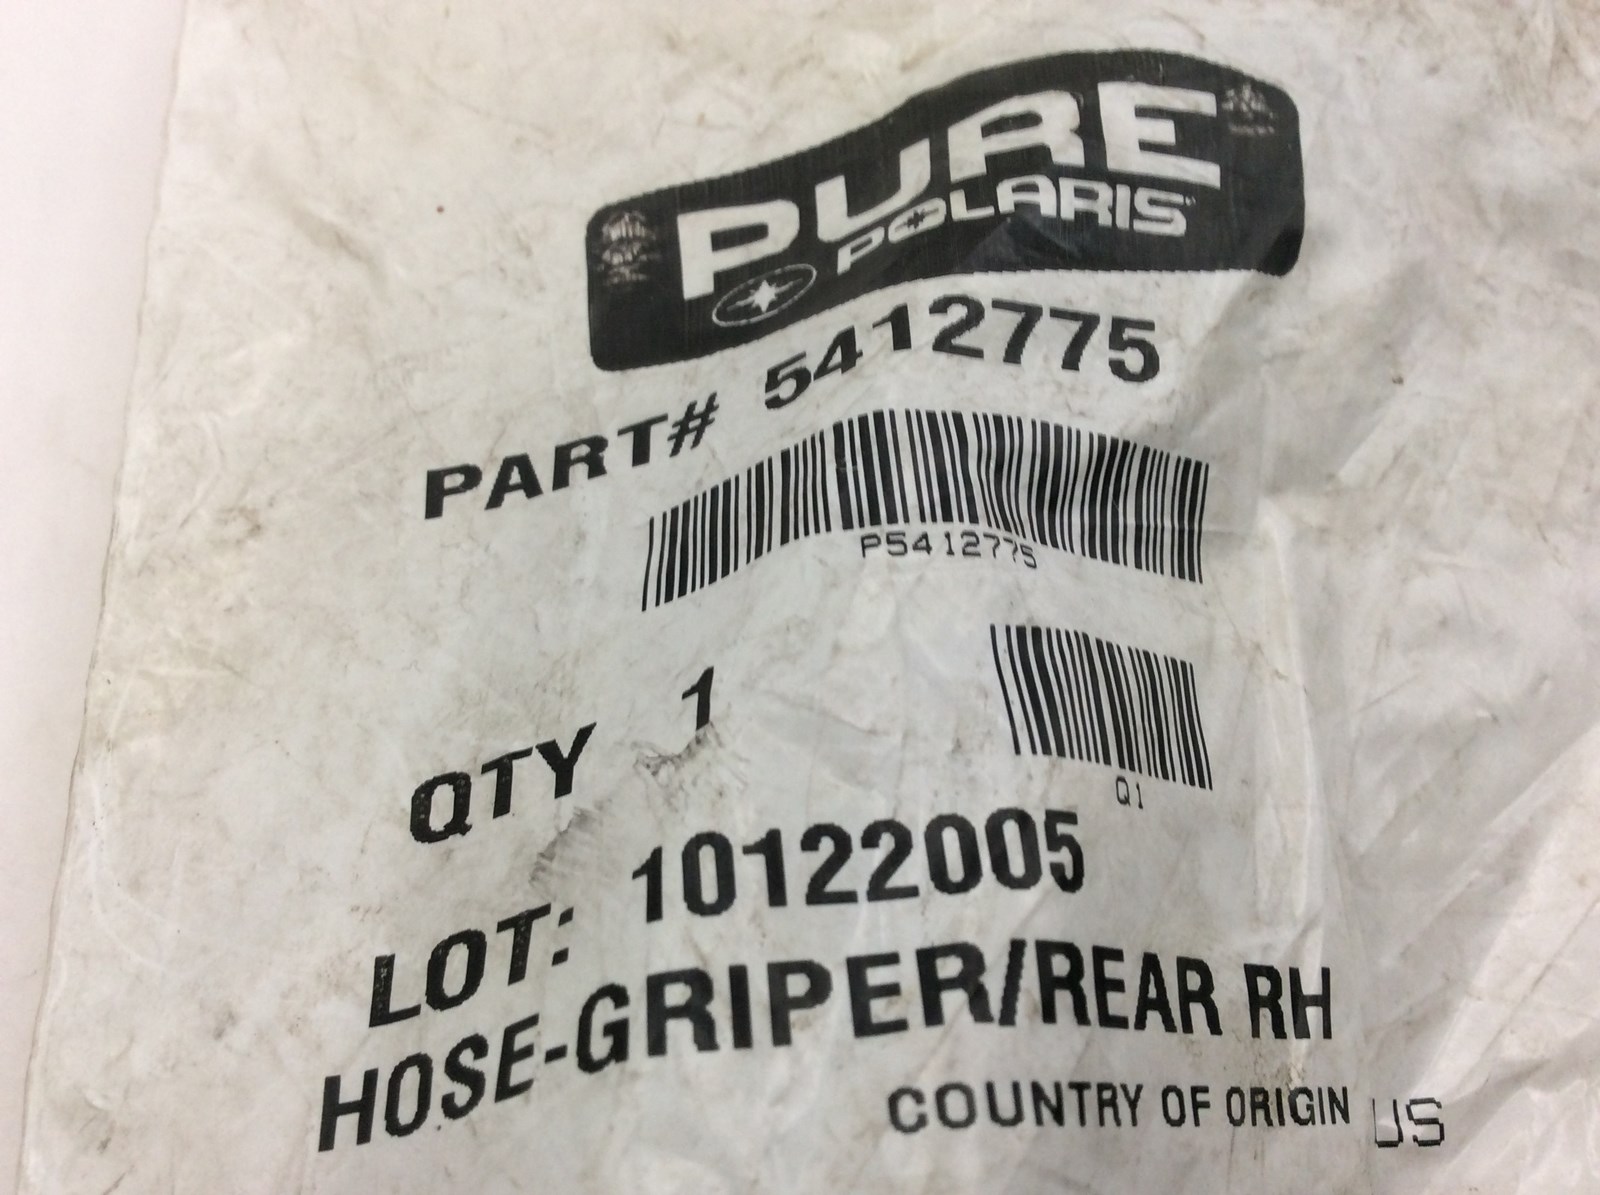 PURE
POLARIS
PART# 5412775
P5412775
QTY 1
Q1
LOT: 10122005
HOSE-GRIPER/REAR RH
COUNTRY OF ORIGIN US